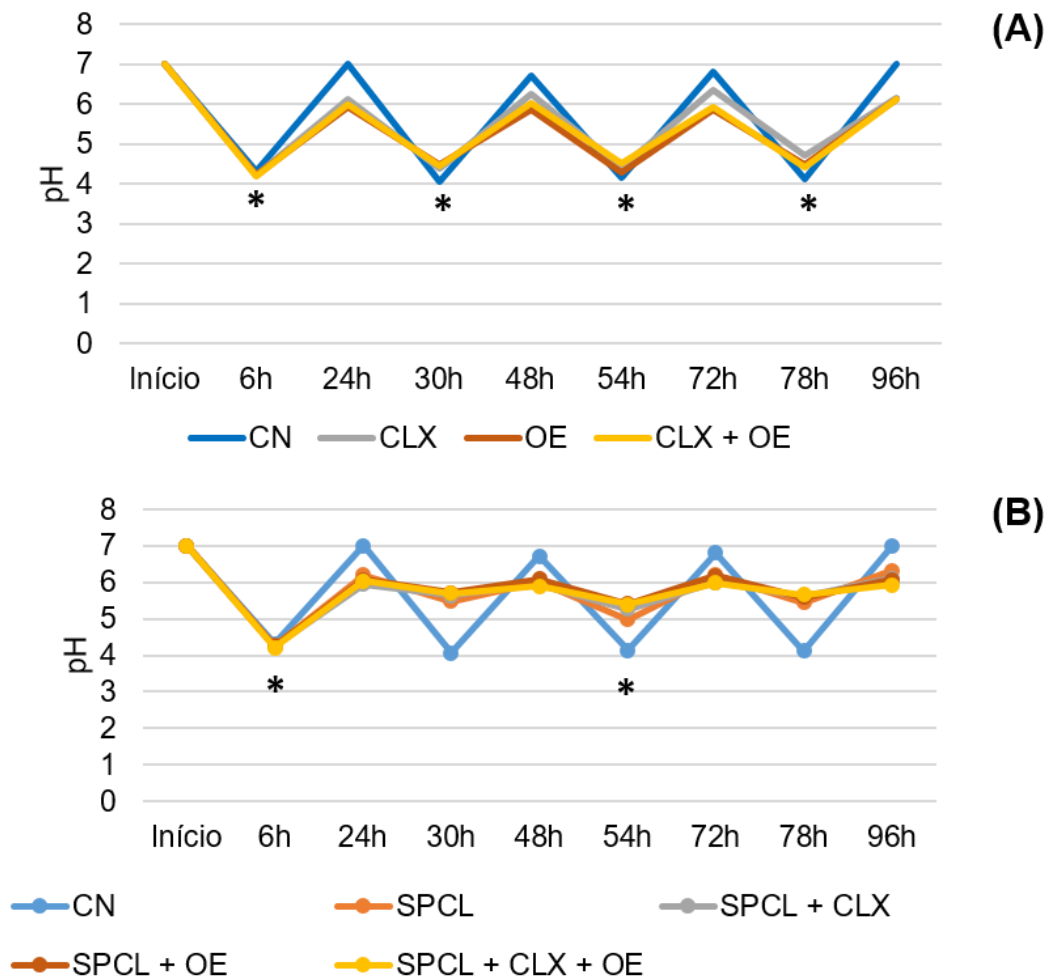 (A)
8
7
6
5
4
3
2
1
0
pH
* * * *
Início 6h 24h 30h 48h 54h 72h 78h 96h
CN CLX OE CLX + OE
(B)
8
7
6
5
4
3
2
1
0
pH
* *
Início 6h 24h 30h 48h 54h 72h 78h 96h
CN SPCL SPCL + CLX
SPCL + OE SPCL + CLX + OE